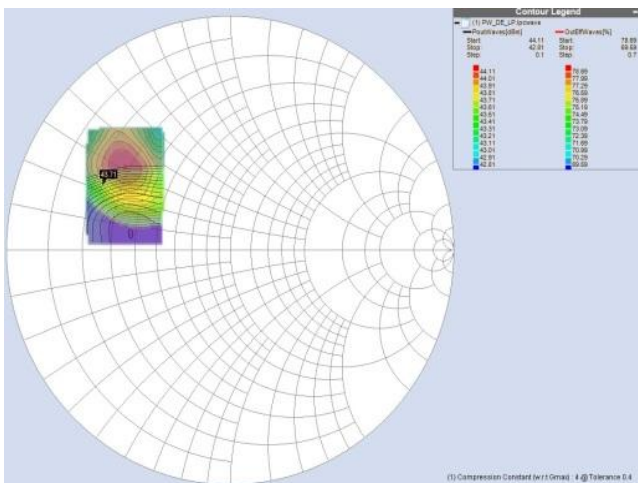 Contour Legend
(1) PW_DE_LP.lpcwave
PoutWaves[dBm] OutEffWaves[%]
Start: 44.11 Start: 78.69
Stop: 42.81 Stop: 69.59
Step: 0.1 Step: 0.7
44.11 78.69
44.01 77.99
43.91 77.29
43.81 76.59
43.71 75.89
43.61 75.19
43.51 74.49
43.41 73.79
43.31 73.09
43.21 72.39
43.11 71.69
43.01 70.99
42.91 70.29
42.81 69.59
43.71
(1) Compression Constant (w.r.t Gmax) : 4 @ Tolerance 0.4